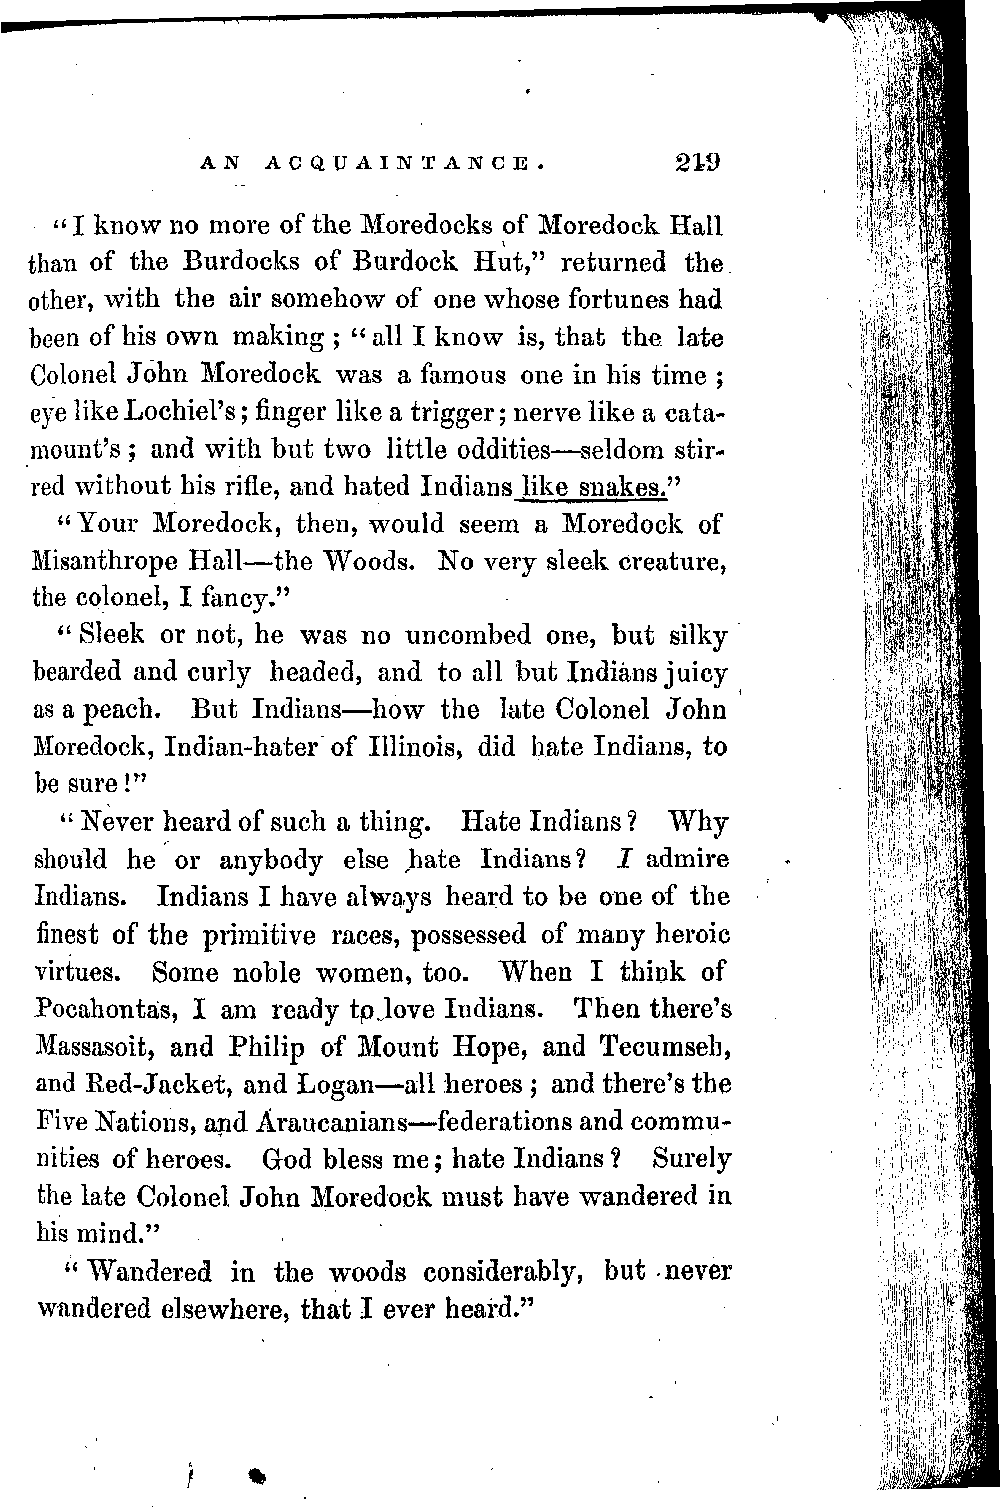 AN ACQUAINTANCE. 219
"I know no more of the Moredocks of Moredock Hall
than of the Burdocks of Burdock Hut," returned the
other, with the air somehow of one whose fortunes had
been of his own making; "all I know is, that the late
Colonel John Moredock was a famous one in his time;
eye like Lochiel's; finger like a trigger; nerve like a cata-
mount's; and with but two little oddities—seldom stir-
red without his rifle, and hated Indians like snakes."
"Your Moredock, then, would seem a Moredock of
Misanthrope Hall—the Woods. No very sleek creature,
the colonel, I fancy."
"Sleek or not, he was no uncombed one, but silky
bearded and curly headed, and to all but Indians juicy
as a peach. But Indians—how the late Colonel John
Moredock, Indian-hater of Illinois, did hate Indians, to
be sure!"
"Never heard of such a thing. Hate Indians? Why
should he or anybody else hate Indians? I admire
Indians. Indians I have always heard to be one of the
finest of the primitive races, possessed of many heroic
virtues. Some noble women, too. When I think of
Pocahontas, I am ready to love Indians. Then there's
Massasoit, and Philip of Mount Hope, and Tecumseh,
and Red-Jacket, and Logan—all heroes; and there's the
Five Nations, and Araucanians—federations and commu-
nities of heroes. God bless me; hate Indians? Surely
the late Colonel John Moredock must have wandered in
his mind."
"Wandered in the woods considerably, but never
wandered elsewhere, that I ever heard."